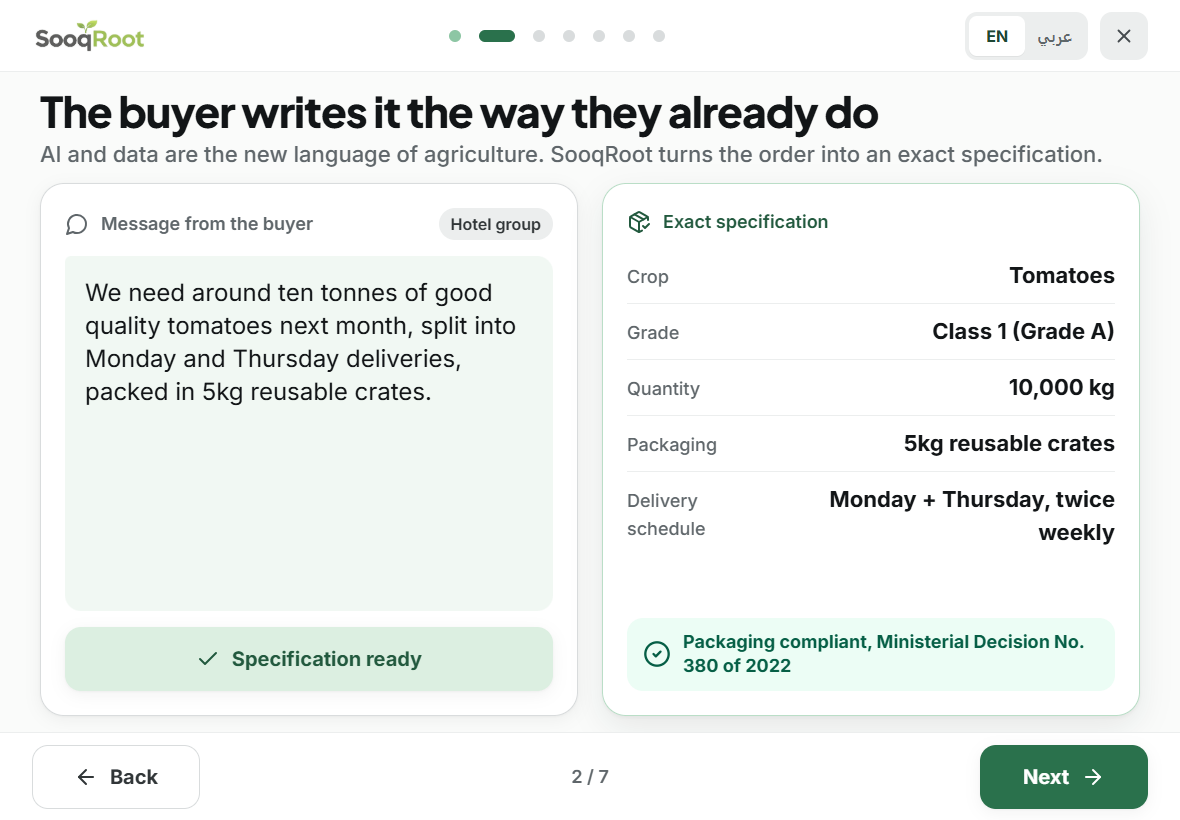 SooqRoot
EN
عربي
The buyer writes it the way they already do
AI and data are the new language of agriculture. SooqRoot turns the order into an exact specification.
Message from the buyer
Hotel group
We need around ten tonnes of good
quality tomatoes next month, split into
Monday and Thursday deliveries,
packed in 5kg reusable crates.
Specification ready
Exact specification
Crop
Tomatoes
Grade
Class 1 (Grade A)
Quantity
10,000 kg
Packaging
5kg reusable crates
Delivery
schedule
Monday + Thursday, twice
weekly
Packaging compliant, Ministerial Decision No.
380 of 2022
Back
2 / 7
Next